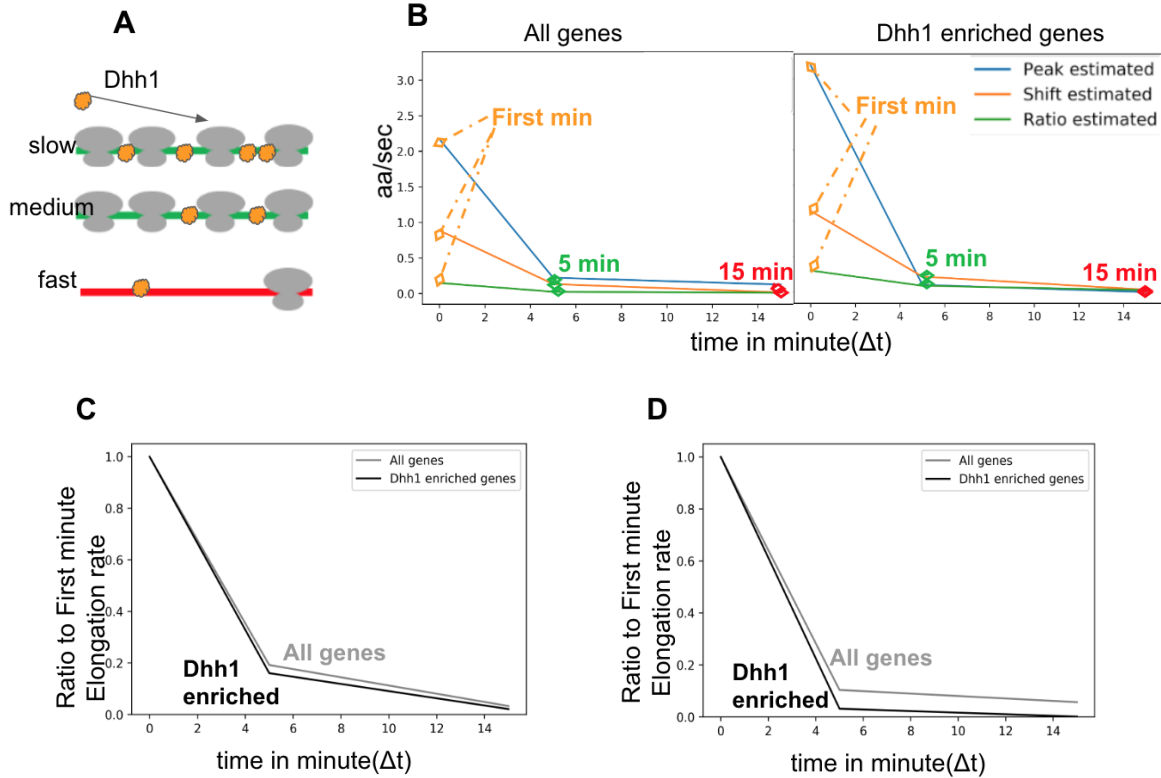 A
Dhh1
slow
medium
fast
B
All genes
Dhh1 enriched genes
aa/sec
3.0
2.5
2.0
1.5
1.0
0.5
0.0
First min
5 min
15 min
0 2 4 6 8 10 12 14
Peak estimated
Shift estimated
Ratio estimated
First min
5 min
15 min
0 2 4 6 8 10 12 14
time in minute(Δt)
C
Ratio to First minute
Elongation rate
1.0
0.8
0.6
0.4
0.2
0.0
All genes
Dhh1 enriched genes
All genes
Dhh1
enriched
0 2 4 6 8 10 12 14
time in minute(Δt)
D
Ratio to First minute
Elongation rate
1.0
0.8
0.6
0.4
0.2
0.0
All genes
Dhh1 enriched genes
All genes
Dhh1
enriched
0 2 4 6 8 10 12 14
time in minute(Δt)